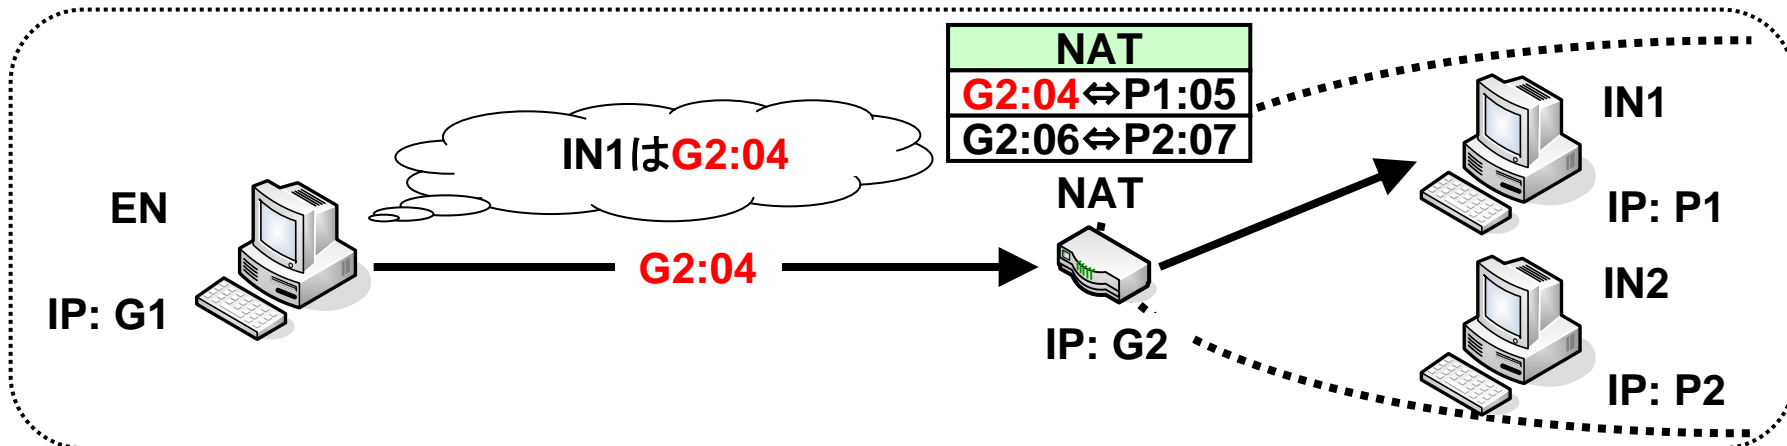 NAT
G2:04⇔P1:05
G2:06⇔P2:07
IN1はG2:04
NAT
IN1
EN
IP: P1
G2:04
IN2
IP: G1
IP: G2
IP: P2